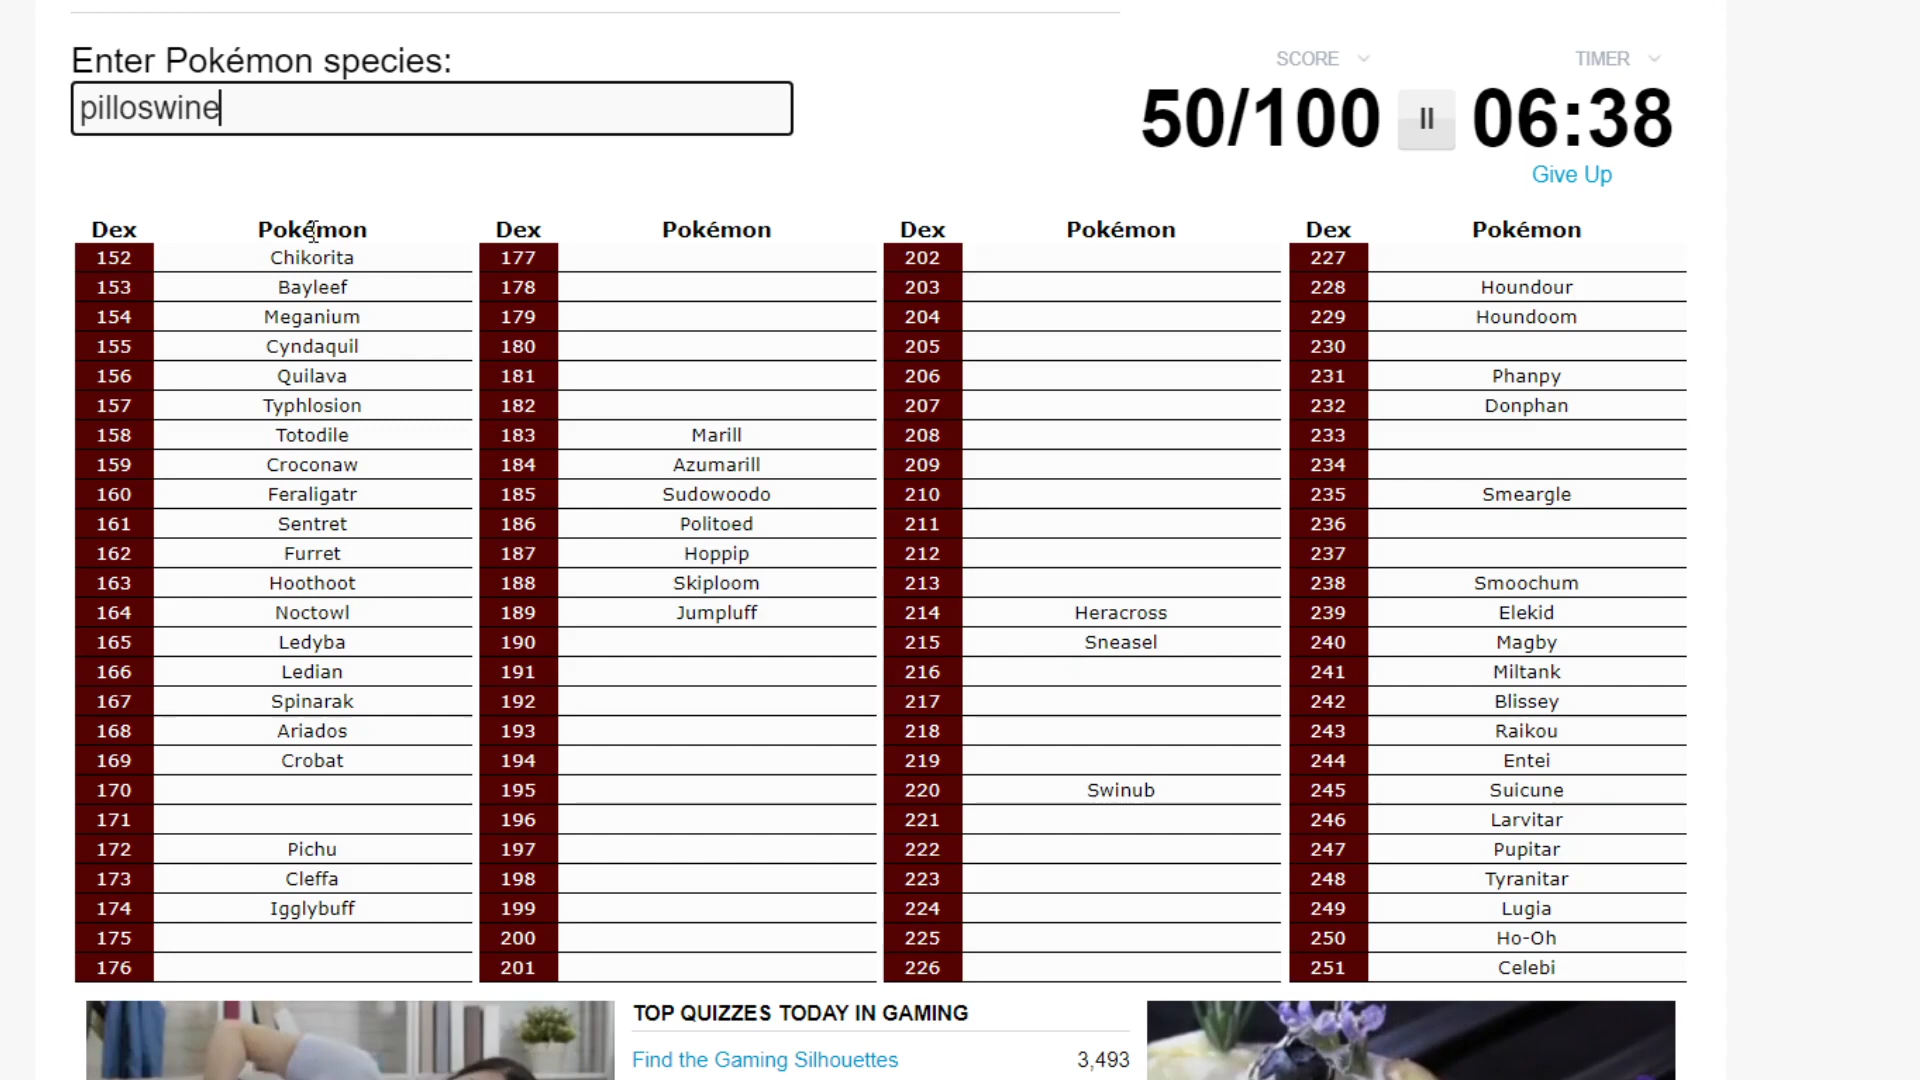 Enter Pokémon species:
SCORE TIMER
pilloswine
50/100 06:38
Give Up
Dex Pokémon Dex Pokémon Dex Pokémon Dex Pokémon
152 Chikorita 177 202 227
153 Bayleef 178 203 228 Houndour
154 Meganium 179 204 229 Houndoom
155 Cyndaquil 180 205 230
156 Quilava 181 206 231 Phanpy
157 Typhlosion 182 207 232 Donphan
158 Totodile 183 Marill 208 233
159 Croconaw 184 Azumarill 209 234
160 Feraligatr 185 Sudowoodo 210 235 Smeargle
161 Sentret 186 Politoed 211 236
162 Furret 187 Hoppip 212 237
163 Hoothoot 188 Skiploom 213 238 Smoochum
164 Noctowl 189 Jumpluff 214 Heracross 239 Elekid
165 Ledyba 190 215 Sneasel 240 Magby
166 Ledian 191 216 241 Miltank
167 Spinarak 192 217 242 Blissey
168 Ariados 193 218 243 Raikou
169 Crobat 194 219 244 Entei
170 195 220 Swinub 245 Suicune
171 196 221 246 Larvitar
172 Pichu 197 222 247 Pupitar
173 Cleffa 198 223 248 Tyranitar
174 Igglybuff 199 224 249 Lugia
175 200 225 250 Ho-Oh
176 201 226 251 Celebi
TOP QUIZZES TODAY IN GAMING
Find the Gaming Silhouettes 3,493